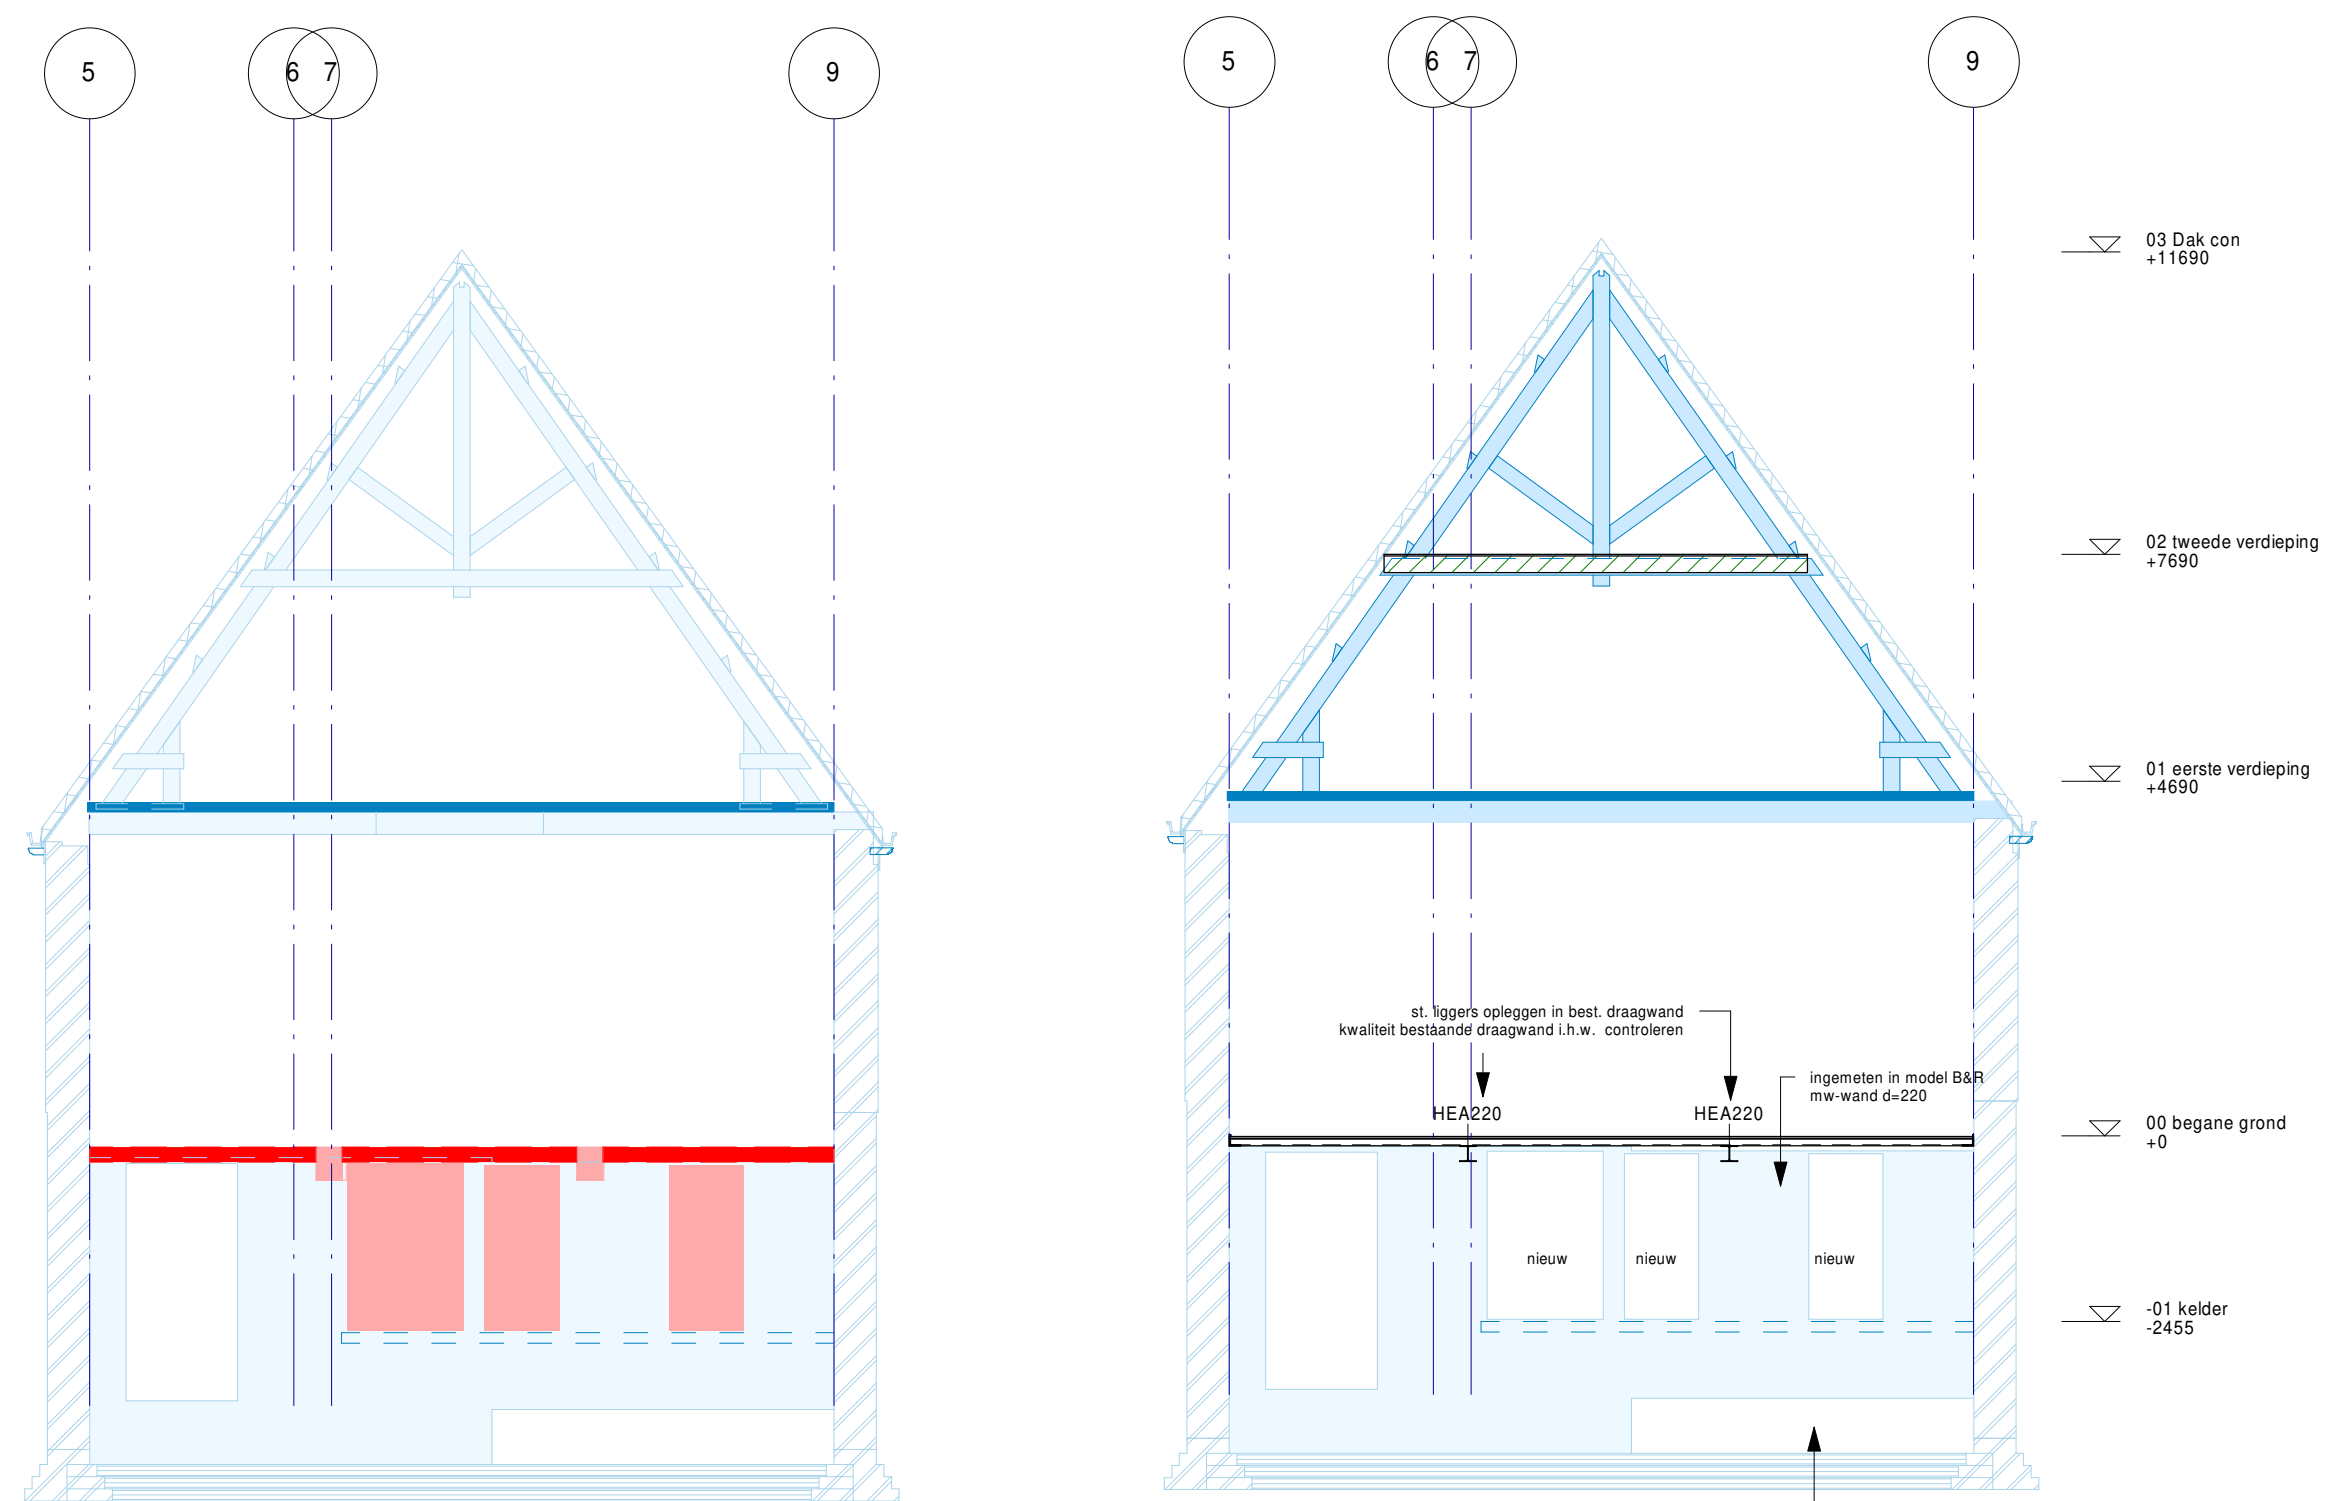 5
6
7
9
5
6
7
9
03 Dak con
+11690
02 tweede verdieping
+7690
01 eerste verdieping
+4690
st. liggers opleggen in best. draagwand
kwaliteit bestaande draagwand i.h.w. controleren
ingemeten in model B&R
mw-wand d=220
HEA220
HEA220
00 begane grond
+0
nieuw
nieuw
nieuw
-01 kelder
-2455